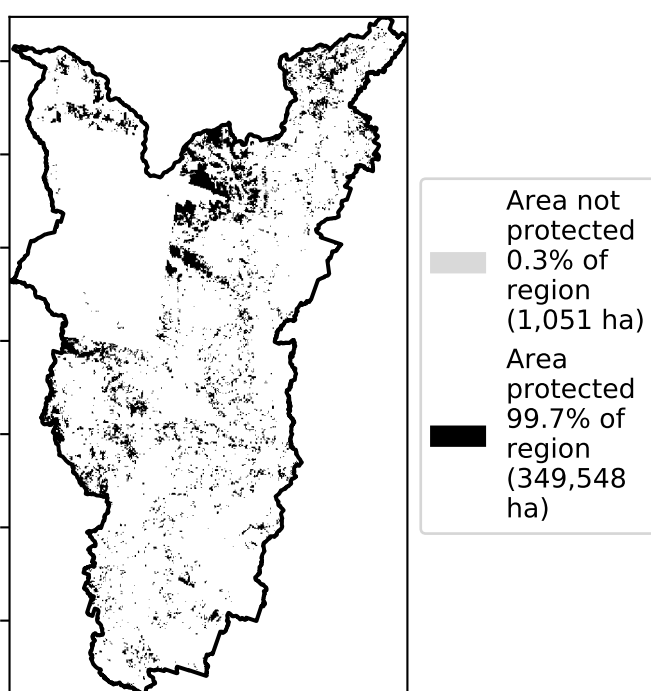 Area not
protected
0.3% of
region
(1,051 ha)
Area
protected
99.7% of
region
(349,548
ha)